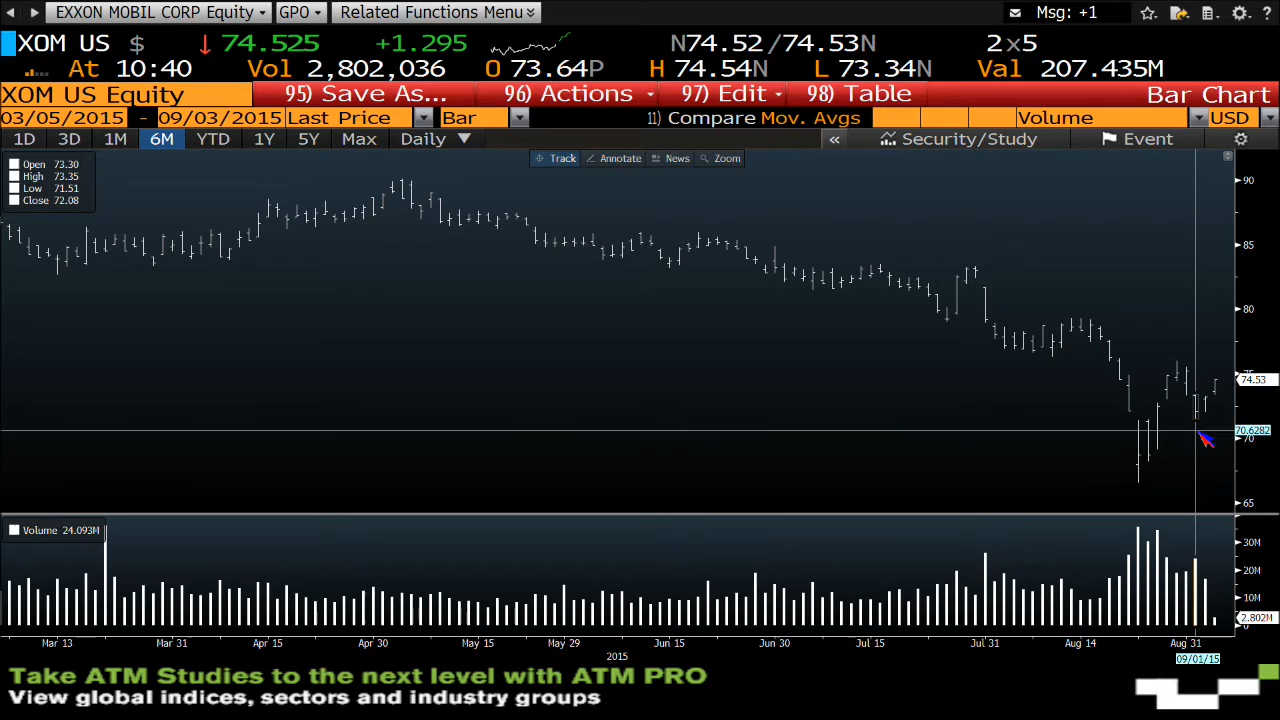 EXXON MOBIL CORP Equity GPO Related Functions Menu Msg: +1 ?
XOM US $ 74.525 +1.295 N74.52/74.53N 2x5
At 10:40 Vol 2,802,036 O 73.64P H 74.54N L 73.34N Val 207.435M
XOM US Equity 95) Save As... 96) Actions 97) Edit 98) Table Bar Chart
03/05/2015 - 09/03/2015 Last Price Bar 11) Compare Mov. Avgs Volume USD
1D 3D 1M 6M YTD 1Y 5Y Max Daily « Security/Study Event
Track Annotate News Zoom
Open 73.30
High 73.35
Low 71.51
Close 72.08
90
85
80
75
74.53
70.6282
70
65
Volume 24.093M
30M
20M
10M
2.802M
0
Mar 13 Mar 31 Apr 15 Apr 30 May 15 May 29 Jun 15 Jun 30 Jul 15 Jul 31 Aug 14 Aug 31
2015
09/01/15
Take ATM Studies to the next level with ATM PRO
View global indices, sectors and industry groups